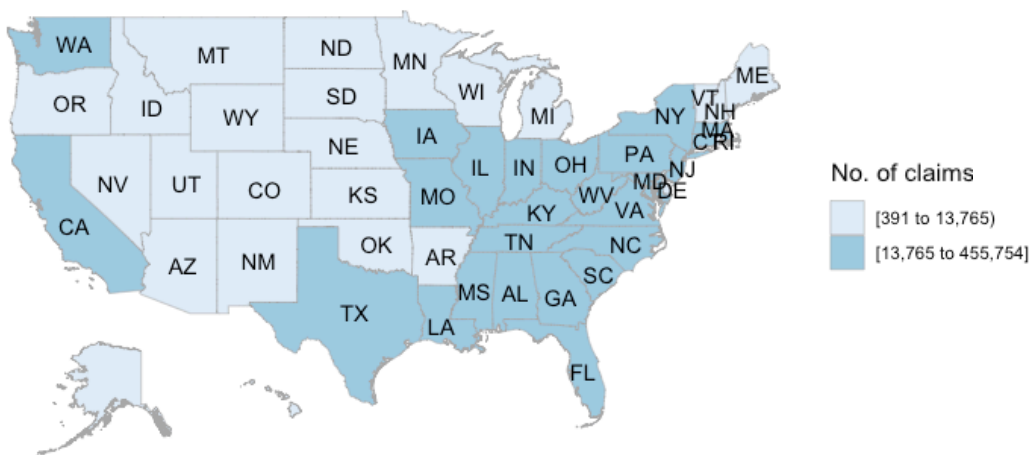 WA
MT
ND
MN
ME
OR
ID
SD
WI
VT
NH
WY
MI
NY
MA
NE
IA
CT
RI
NV
UT
CO
KS
MO
IL
IN
OH
PA
NJ
MD
DE
WV
VA
KY
CA
AZ
NM
OK
AR
TN
NC
SC
TX
LA
MS
AL
GA
FL
No. of claims
[391 to 13,765)
[13,765 to 455,754]